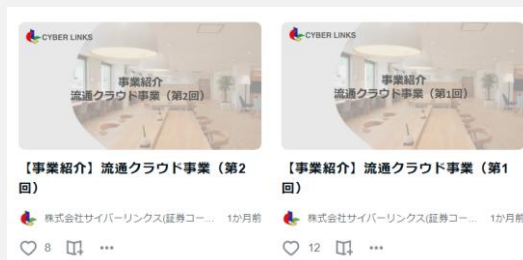 CYBER LINKS
事業紹介
流通クラウド事業（第2回）
【事業紹介】流通クラウド事業（第2
回）
株式会社サイバーリンクス(証券コー... 1か月前
8
CYBER LINKS
事業紹介
流通クラウド事業（第1回）
【事業紹介】流通クラウド事業（第1
回）
株式会社サイバーリンクス(証券コー... 1か月前
12